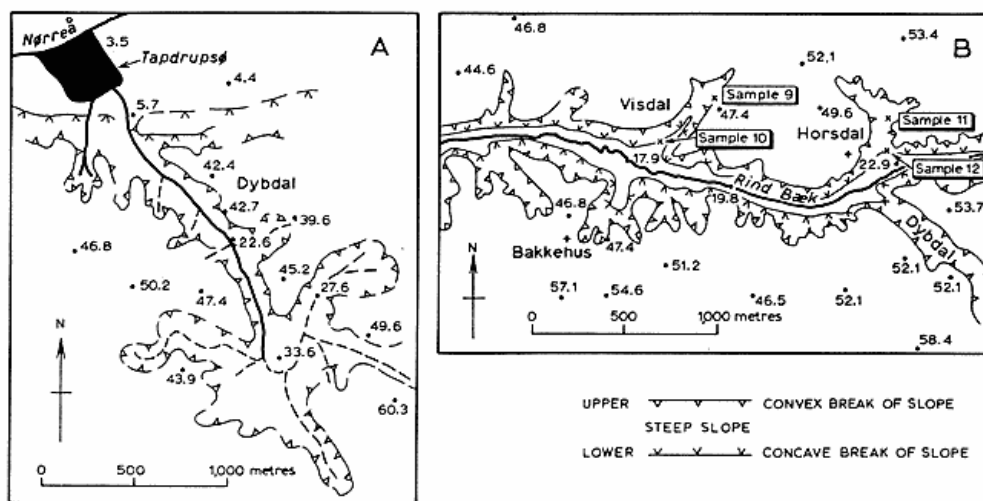 A
Nørreå
3.5
Tapdrupsø
4.4
5.7
42.4
Dybdal
42.7
39.6
22.6
46.8
45.2
50.2
47.4
27.6
49.6
N
33.6
43.9
60.3
0 500 1,000 metres
B
46.8
53.4
52.1
44.6
Visdal
Sample 9
47.4
49.6
Sample 11
Horsdal
Sample 10
17.9
22.9
Rind Bæk
Sample 12
19.8
46.8
53.7
Dybdal
47.4
Bakkehus
N
51.2
52.1
52.1
57.1
54.6
46.5
52.1
0 500 1,000 metres
58.4
UPPER CONVEX BREAK OF SLOPE
STEEP SLOPE
LOWER CONCAVE BREAK OF SLOPE